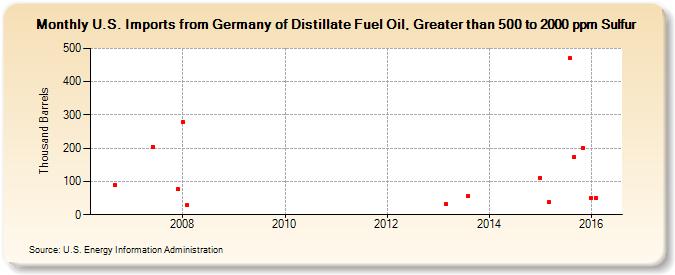 Monthly U.S. Imports from Germany of Distillate Fuel Oil, Greater than 500 to 2000 ppm Sulfur
Thousand Barrels
500
400
300
200
100
0
2008 2010 2012 2014 2016
Source: U.S. Energy Information Administration